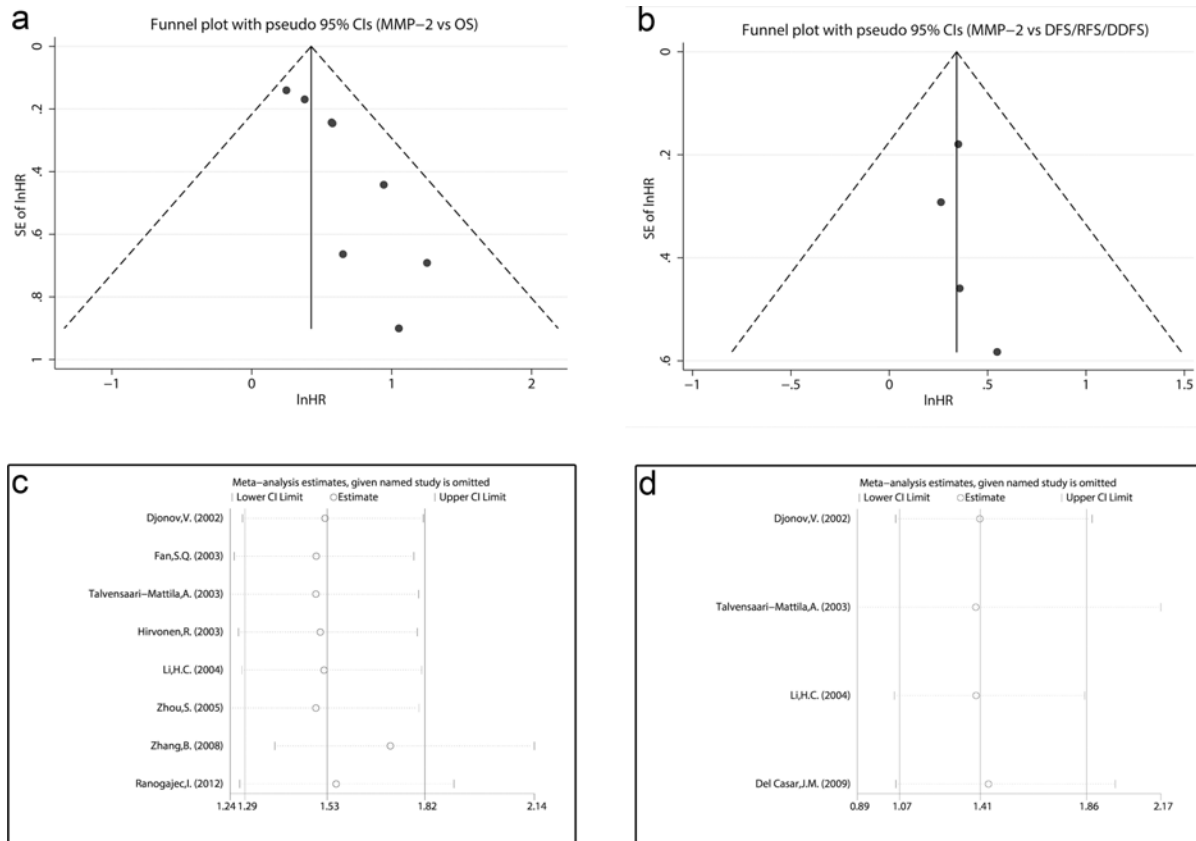 a
Funnel plot with pseudo 95% CIs (MMP−2 vs OS)
SE of lnHR
0
.2
.4
.6
.8
1
−1
0
1
2
lnHR
b
Funnel plot with pseudo 95% CIs (MMP−2 vs DFS/RFS/DDFS)
SE of lnHR
0
.2
.4
.6
−1
−.5
0
.5
1
1.5
lnHR
c
Meta−analysis estimates, given named study is omitted
Lower CI Limit
Estimate
Upper CI Limit
Djonov,V. (2002)
Fan,S.Q. (2003)
Talvensaari−Mattila,A. (2003)
Hirvonen,R. (2003)
Li,H.C. (2004)
Zhou,S. (2005)
Zhang,B. (2008)
Ranogajec,I. (2012)
1.24
1.29
1.53
1.82
2.14
d
Meta−analysis estimates, given named study is omitted
Lower CI Limit
Estimate
Upper CI Limit
Djonov,V. (2002)
Talvensaari−Mattila,A. (2003)
Li,H.C. (2004)
Del Casar,J.M. (2009)
0.89
1.07
1.41
1.86
2.17